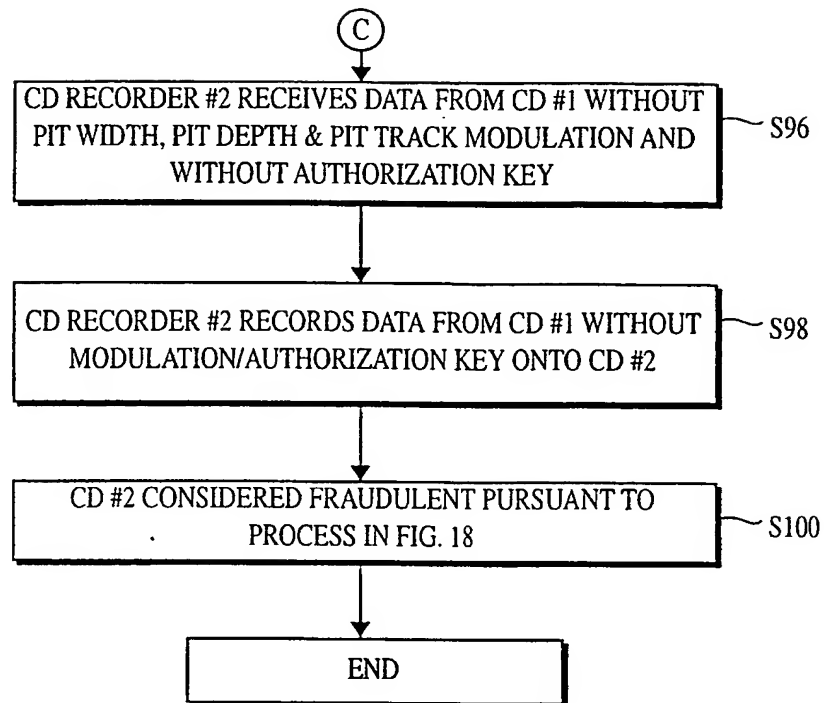 C
CD RECORDER #2 RECEIVES DATA FROM CD #1 WITHOUT
PIT WIDTH, PIT DEPTH & PIT TRACK MODULATION AND
WITHOUT AUTHORIZATION KEY
S96
CD RECORDER #2 RECORDS DATA FROM CD #1 WITHOUT
MODULATION/AUTHORIZATION KEY ONTO CD #2
S98
CD #2 CONSIDERED FRAUDULENT PURSUANT TO
PROCESS IN FIG. 18
S100
END